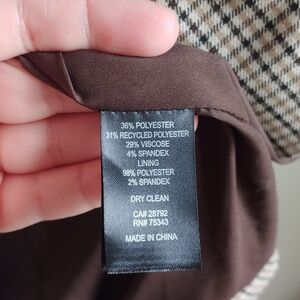 36% POLYESTER
31% RECYCLED POLYESTER
29% VISCOSE
4% SPANDEX
LINING
98% POLYESTER
2% SPANDEX
DRY CLEAN
CA# 28792
RN# 75343
MADE IN CHINA